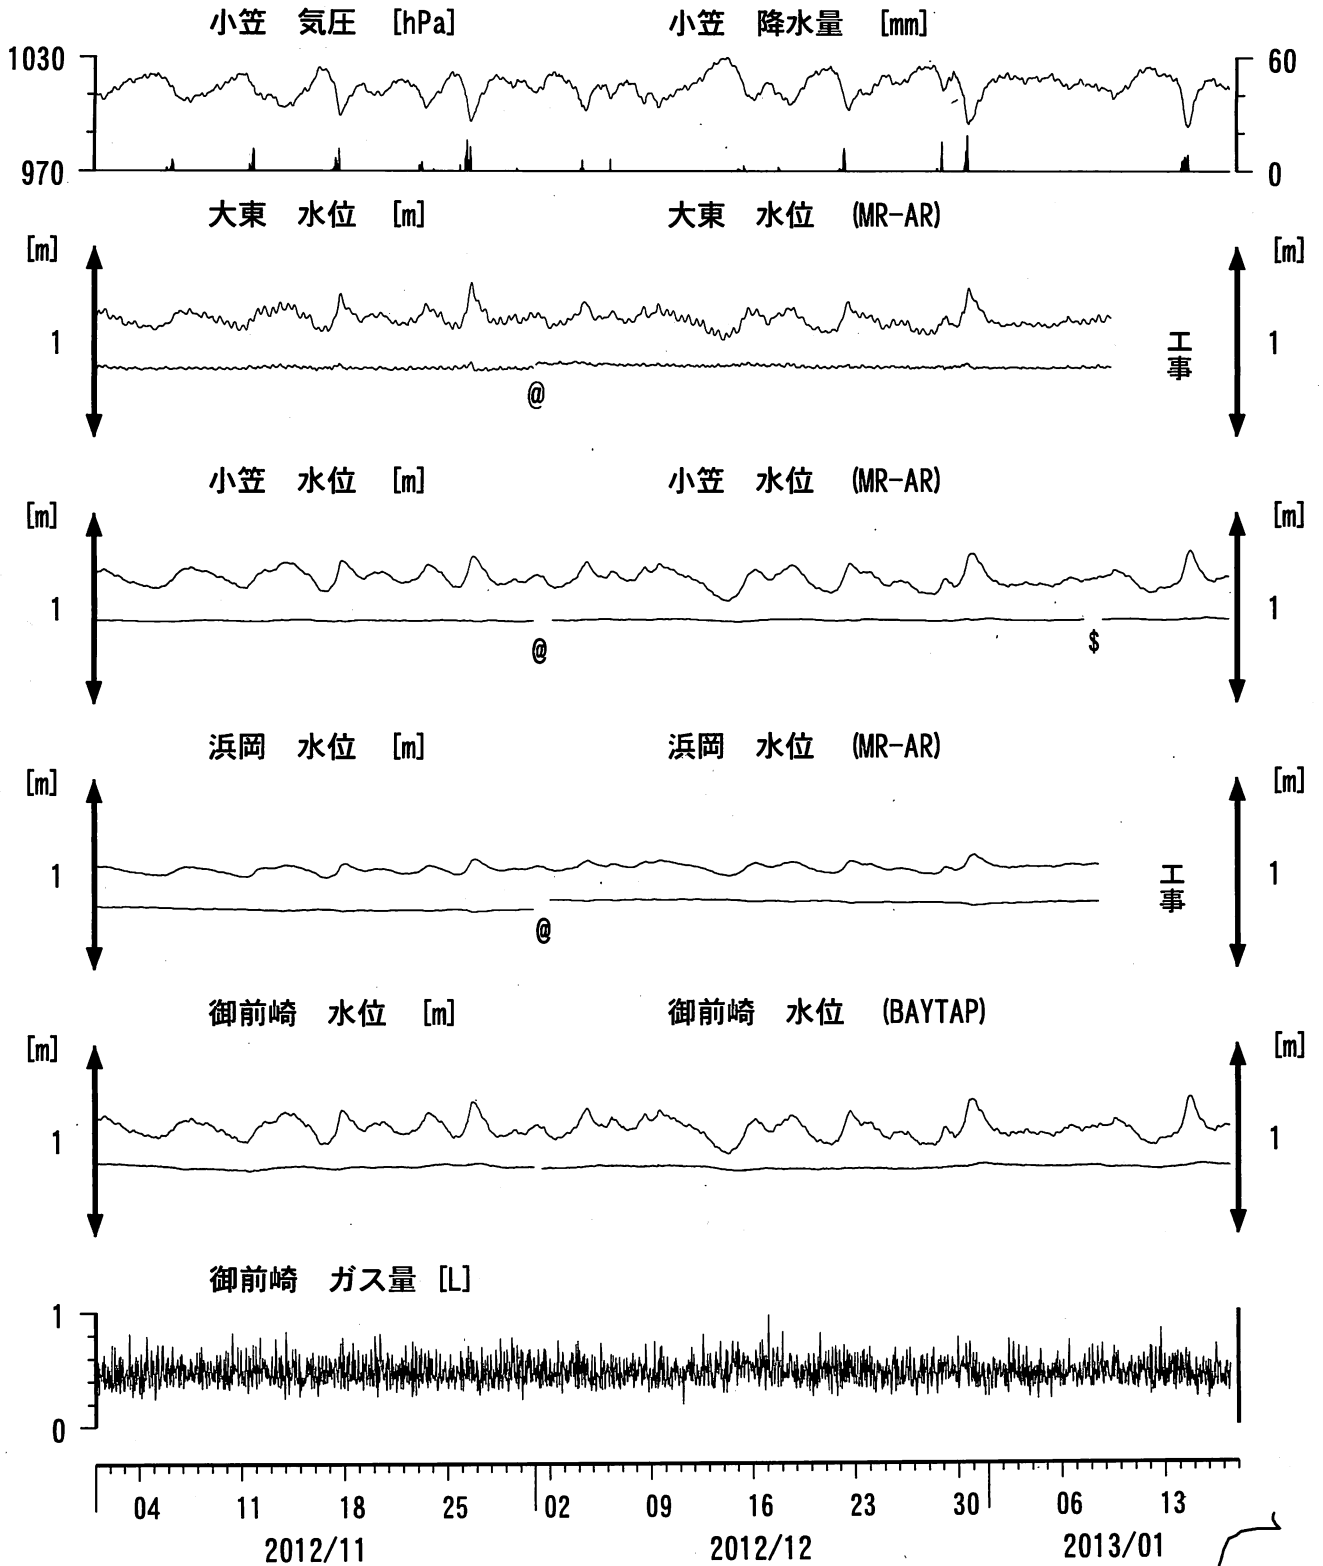 小笠 気圧 [hPa] 小笠 降水量 [mm]
1030 60
970 0
大東 水位 [m] 大東 水位 (MR-AR)
[m] [m]
1 工事 1
@
小笠 水位 [m] 小笠 水位 (MR-AR)
[m] [m]
1 1
@ $
浜岡 水位 [m] 浜岡 水位 (MR-AR)
[m] [m]
1 工事 1
@
御前崎 水位 [m] 御前崎 水位 (BAYTAP)
[m] [m]
1 1
御前崎 ガス量 [L]
1
0
04 11 18 25 02 09 16 23 30 06 13
2012/11 2012/12 2013/01